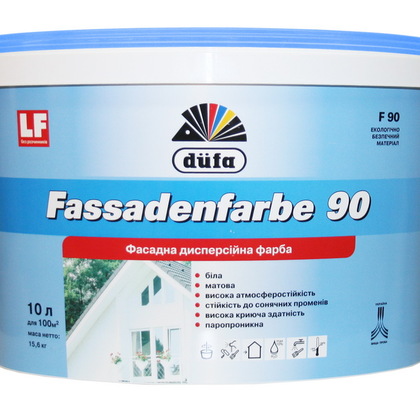 LF
düfa
F 90
ЕКОЛОГІЧНО
БЕЗПЕЧНИЙ
МАТЕРІАЛ
Fassadenfarbe 90
Фасадна дисперсійна фарба
біла
матова
висока атмосферостійкість
стійкість до сонячних променів
висока криюча здатність
паропроникна
10 л
для 100м²
маса нетто:
15,6 кг